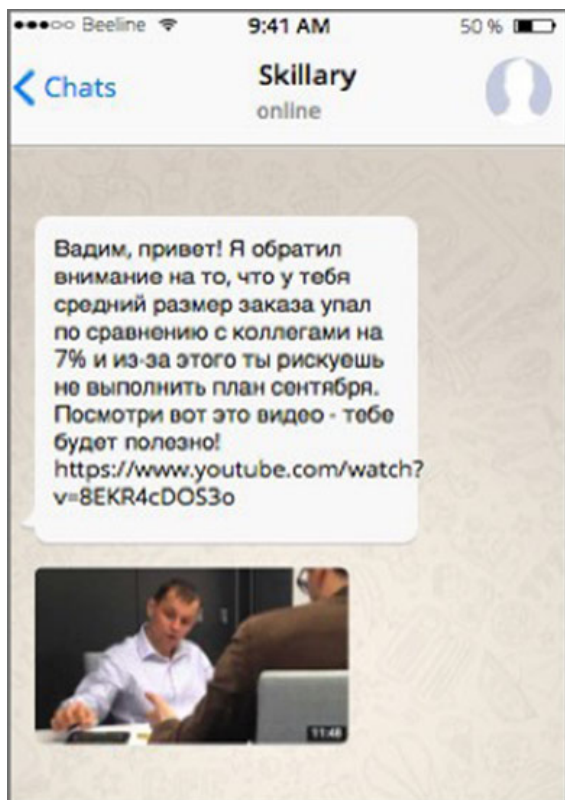 Beeline 9:41 AM 50 %
Chats Skillary
online
Вадим, привет! Я обратил
внимание на то, что у тебя
средний размер заказа упал
по сравнению с коллегами на
7% и из-за этого ты рискуешь
не выполнить план сентября.
Посмотри вот это видео - тебе
будет полезно!
https://www.youtube.com/watch?
v=8EKR4cDOS3o
11:46